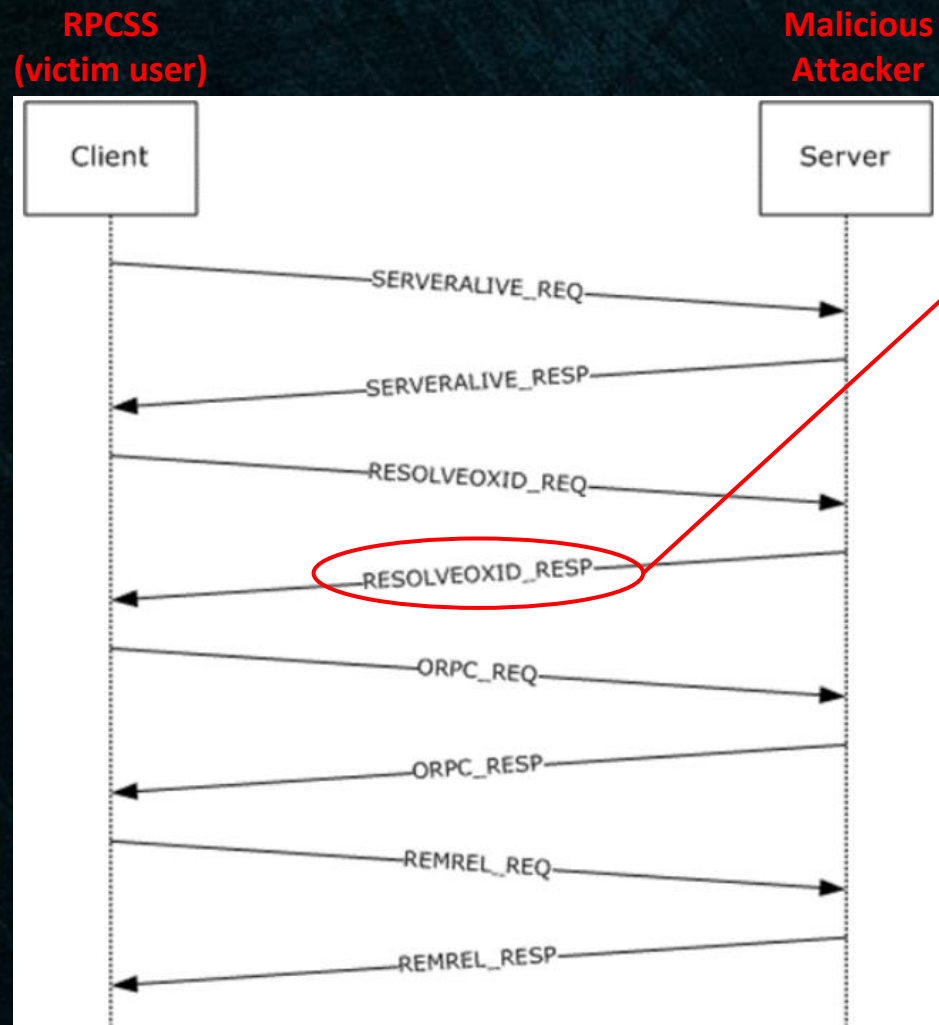 RPCSS
(victim user)
Malicious
Attacker
Client
Server
SERVERALIVE_REQ
SERVERALIVE_RESP
RESOLVEOXID_REQ
RESOLVEOXID_RESP
ORPC_REQ
ORPC_RESP
REMREL_REQ
REMREL_RESP